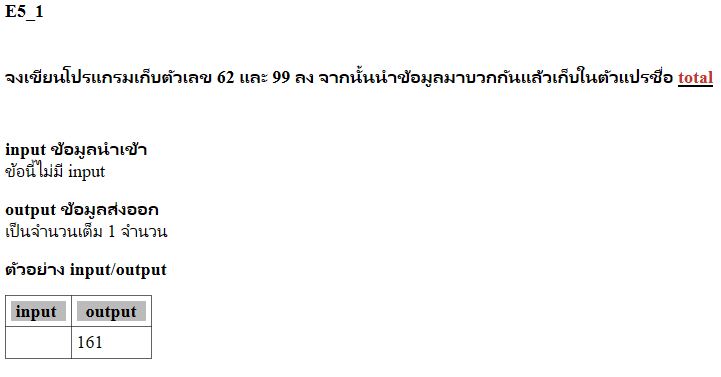 E5_1
จงเขียนโปรแกรมเก็บตัวเลข 62 และ 99 ลง จากนั้นนำข้อมูลมาบวกกันแล้วเก็บในตัวแปรชื่อ total
input ข้อมูลนำเข้า
ข้อนี้ไม่มี input
output ข้อมูลส่งออก
เป็นจำนวนเต็ม 1 จำนวน
ตัวอย่าง input/output
input output
161